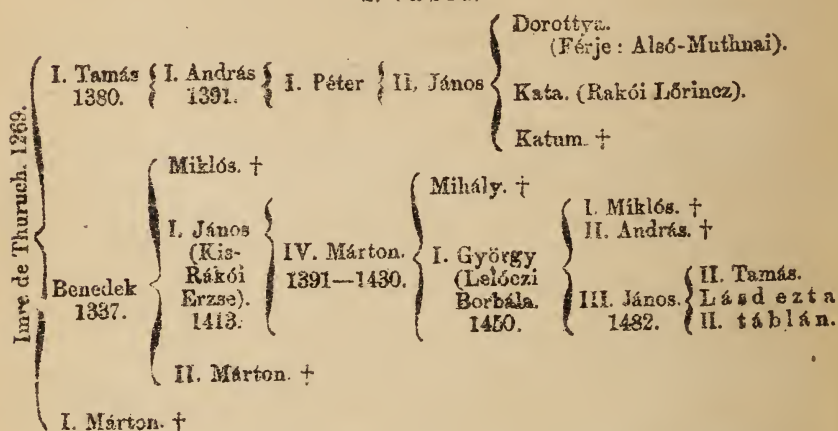 Imre de Thuruch. 1269.
I. Tamás
1380.
I. András
1391.
I. Péter
II. János
Dorottya.
(Férje : Alsó-Muthnai).
Kata. (Rakói Lőrincz).
Katum. †
Benedek
1337.
Miklós. †
I. János
(Kis-
Rákói
Erzse).
1413.
II. Márton. †
IV. Márton.
1391—1430.
Mihály. †
I. György
(Lelóczi
Borbála.
1450.
I. Miklós. †
II. András. †
III. János.
1482.
II. Tamás.
Lásd ezt a
II. táblán.
I. Márton. †